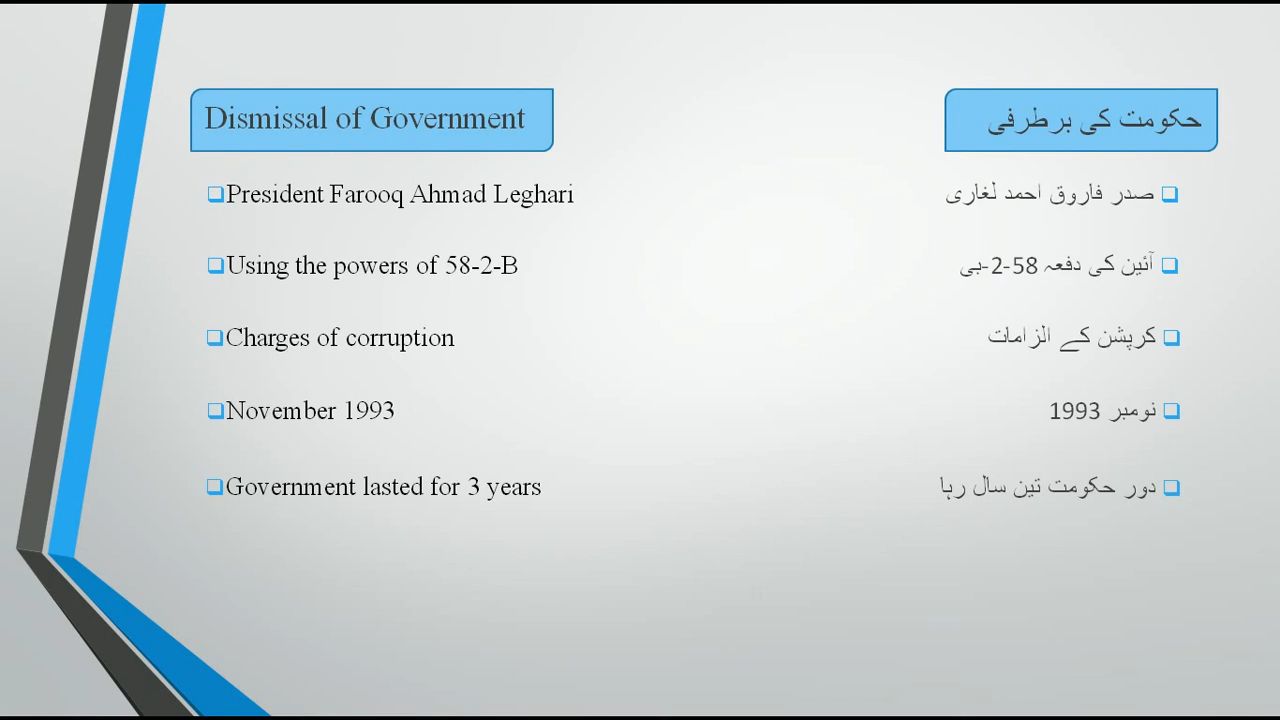 Dismissal of Government
حکومت کی برطرفی
President Farooq Ahmad Leghari
صدر فاروق احمد لغاری
Using the powers of 58-2-B
آئین کی دفعہ 58-2-بی
Charges of corruption
کرپشن کے الزامات
November 1993
نومبر 1993
Government lasted for 3 years
دور حکومت تین سال رہا